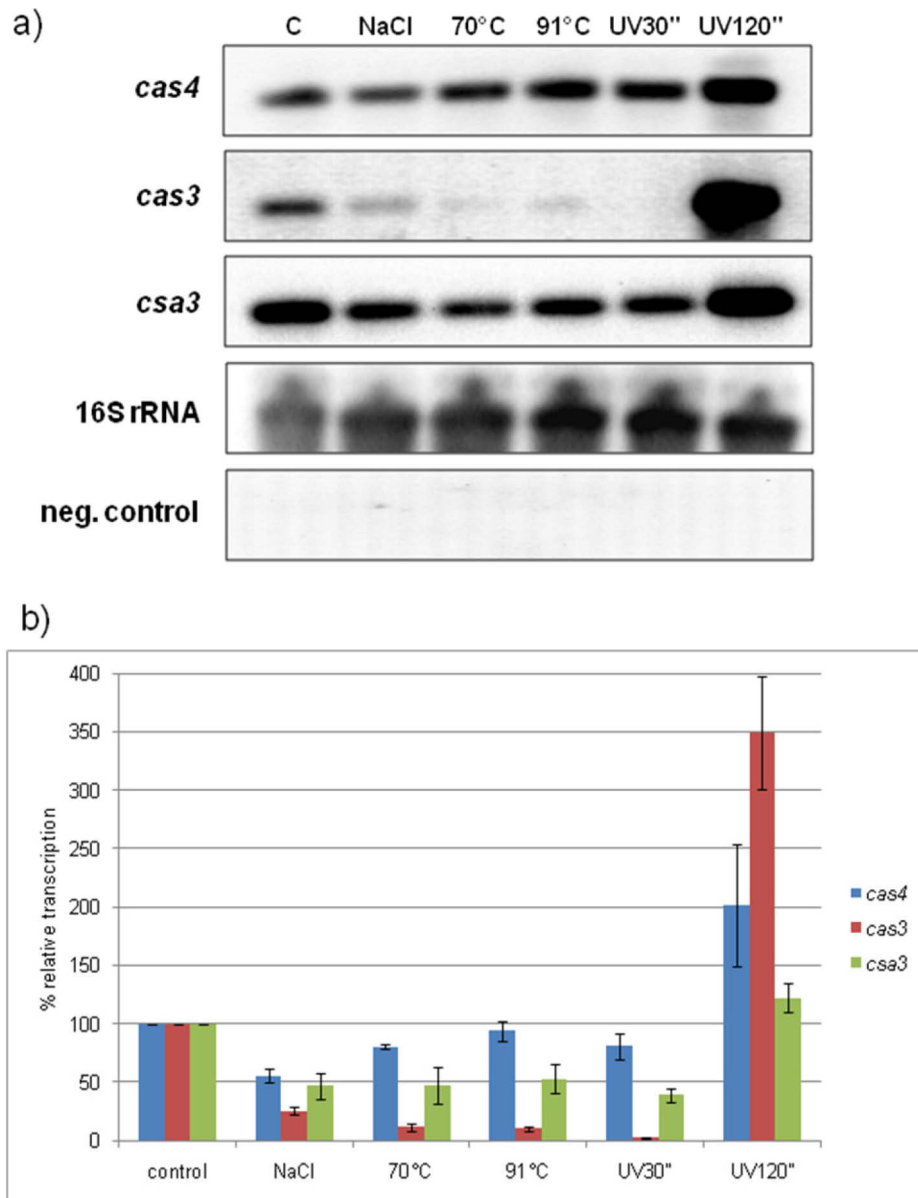 a)
C NaCl 70°C 91°C UV30" UV120"
cas4
cas3
csa3
16S rRNA
neg. control
b)
400
350
300
250
200
150
100
50
0
% relative transcription
control NaCl 70°C 91°C UV30" UV120"
cas4
cas3
csa3